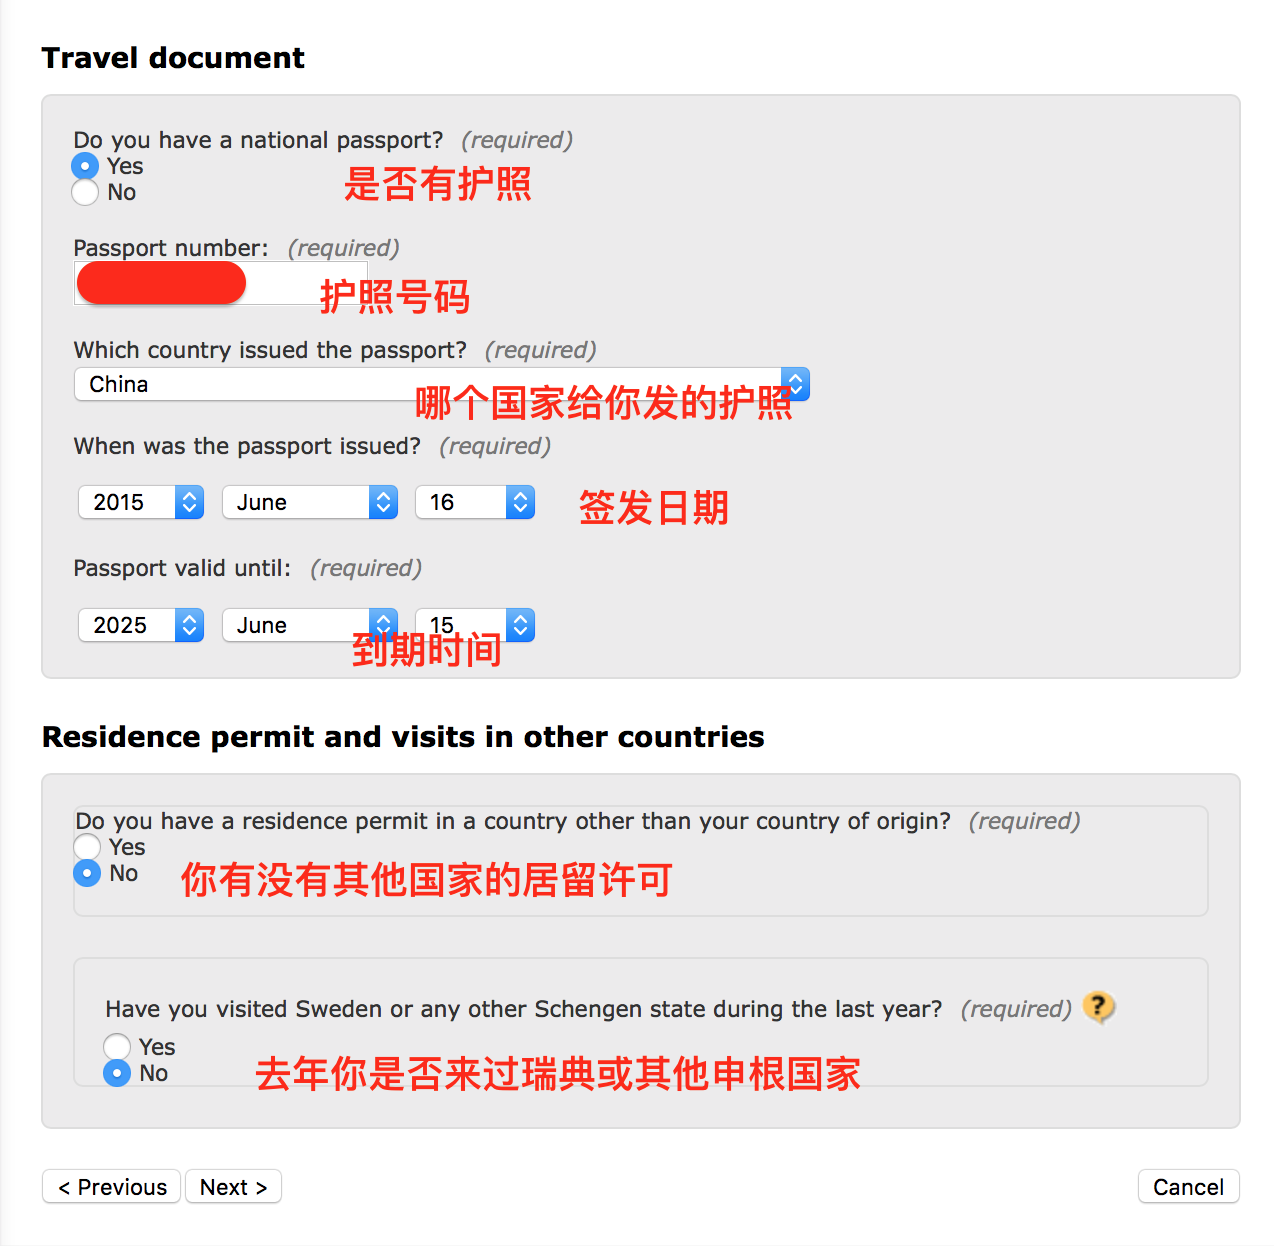 Travel document
Do you have a national passport? (required)
Yes
No
是否有护照
Passport number: (required)
护照号码
Which country issued the passport? (required)
China
哪个国家给你发的护照
When was the passport issued? (required)
2015 June 16
签发日期
Passport valid until: (required)
2025 June 15
到期时间
Residence permit and visits in other countries
Do you have a residence permit in a country other than your country of origin? (required)
Yes
No
你有没有其他国家的居留许可
Have you visited Sweden or any other Schengen state during the last year? (required) ?
Yes
No
去年你是否来过瑞典或其他申根国家
< Previous Next > Cancel